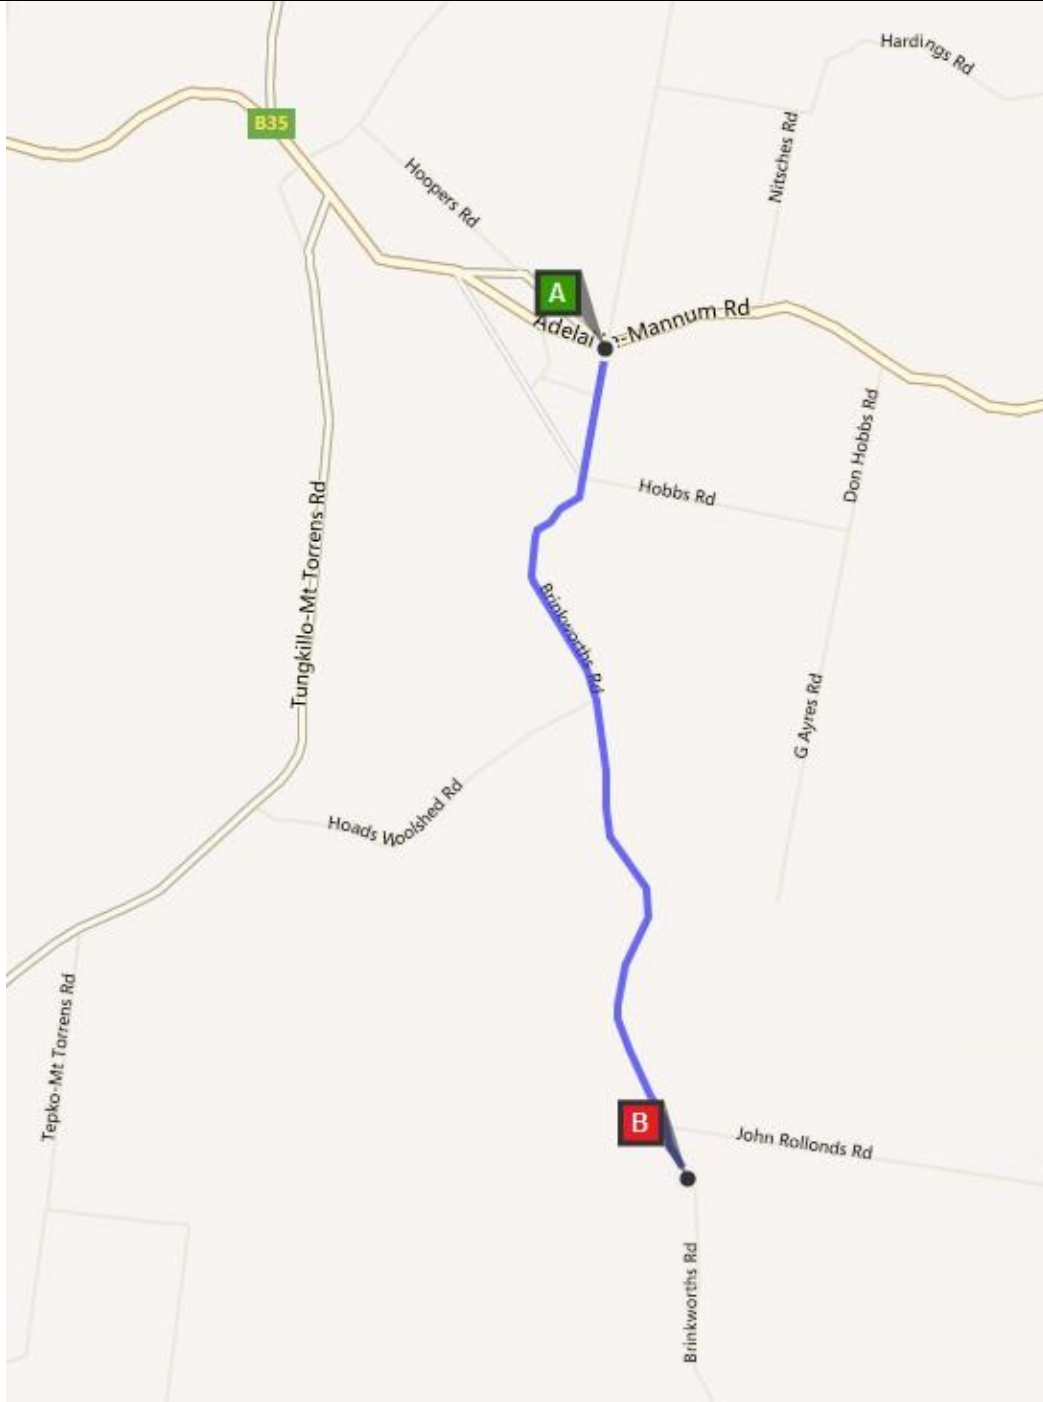 Hardings Rd
B35
Nitsches Rd
Hoopers Rd
A
Adelai e-Mannum Rd
Don Hobbs Rd
Hobbs Rd
Tungkillo-Mt-Torrens Rd
Brinkworths Rd
G Ayres Rd
Hoads Woolshed Rd
Tepko-Mt Torrens Rd
B
John Rollonds Rd
Brinkworths Rd